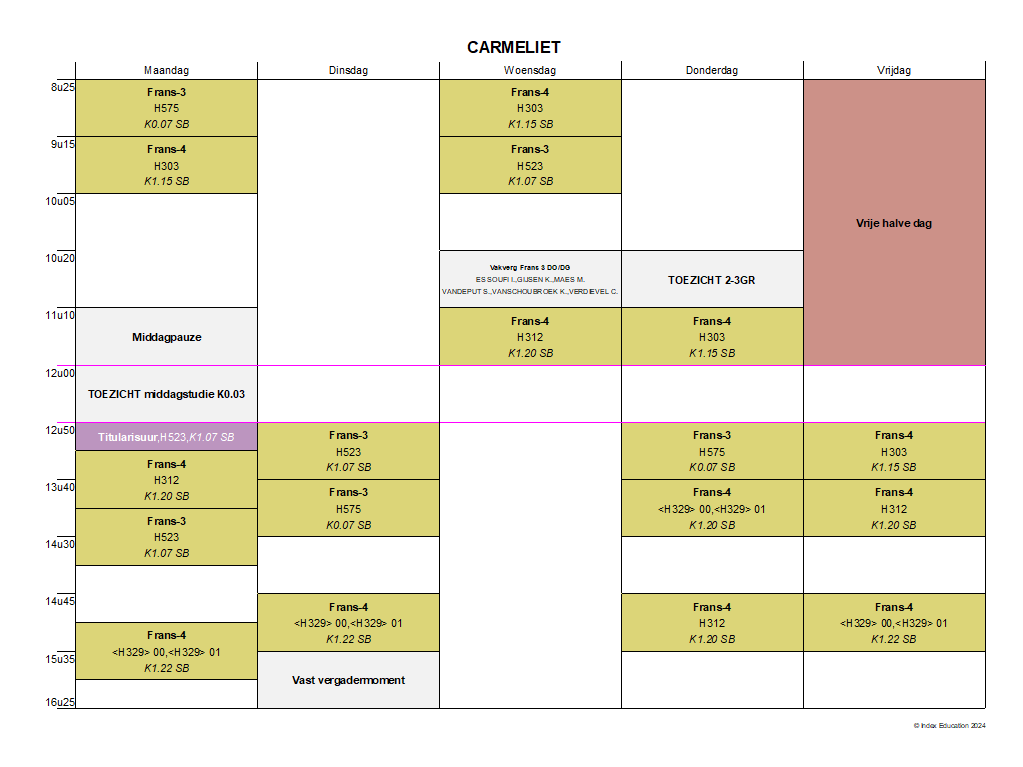 CARMELIET
Maandag
Dinsdag
Woensdag
Donderdag
Vrijdag
8u25
9u15
10u05
10u20
11u10
12u00
12u50
13u40
14u30
14u45
15u35
16u25
Frans-3
H575
K0.07 SB
Frans-4
H303
K1.15 SB
Middagpauze
TOEZICHT middagstudie K0.03
Titularisuur,H523,K1.07 SB
Frans-4
H312
K1.20 SB
Frans-3
H523
K1.07 SB
Frans-4
<H329> 00,<H329> 01
K1.22 SB
Frans-3
H523
K1.07 SB
Frans-3
H575
K0.07 SB
Frans-4
<H329> 00,<H329> 01
K1.22 SB
Vast vergadermoment
Frans-4
H303
K1.15 SB
Frans-3
H523
K1.07 SB
Vakverg Frans 3 DO/DG
ES SOUFI I.,GIJSEN K.,MAES M.
VANDEPUT S.,VANSCHOUBROEK K.,VERDIEVEL C.
Frans-4
H312
K1.20 SB
TOEZICHT 2-3GR
Frans-4
H303
K1.15 SB
Frans-3
H575
K0.07 SB
Frans-4
<H329> 00,<H329> 01
K1.20 SB
Frans-4
H312
K1.20 SB
Vrije halve dag
Frans-4
H303
K1.15 SB
Frans-4
H312
K1.20 SB
Frans-4
<H329> 00,<H329> 01
K1.22 SB
© Index Education 2024